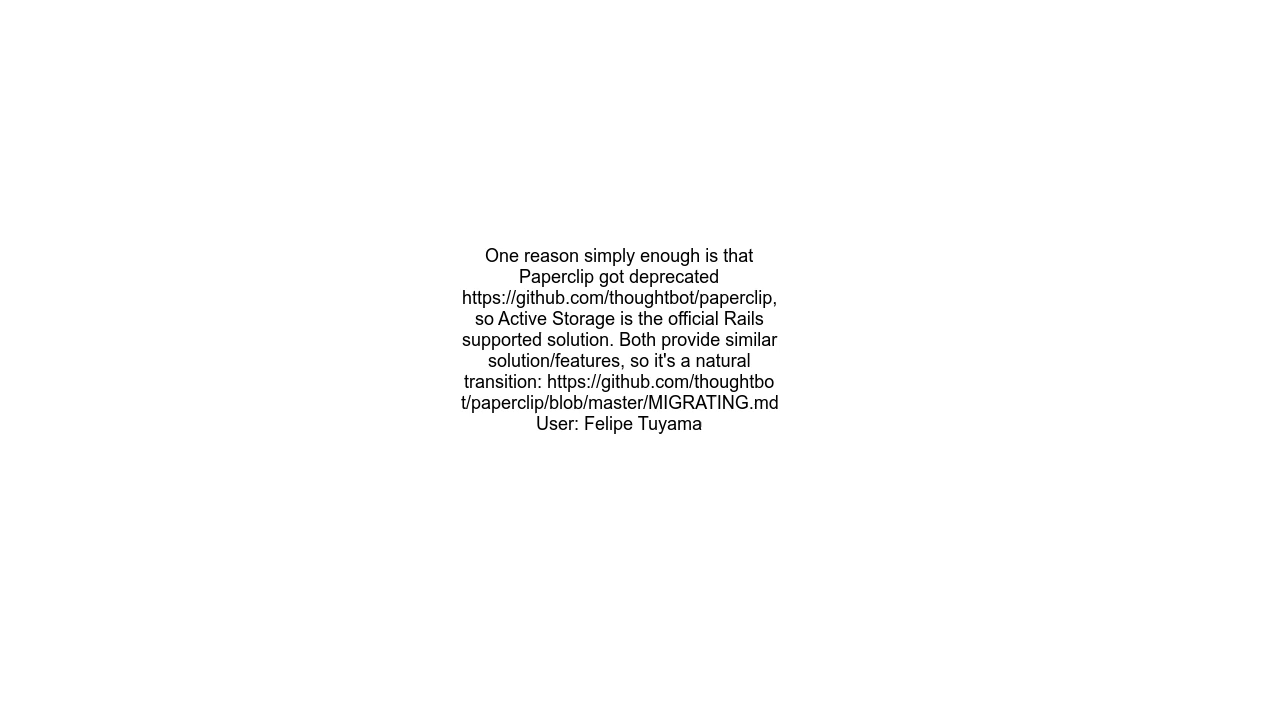 One reason simply enough is that
Paperclip got deprecated
https://github.com/thoughtbot/paperclip,
so Active Storage is the official Rails
supported solution. Both provide similar
solution/features, so it's a natural
transition: https://github.com/thoughtbo
t/paperclip/blob/master/MIGRATING.md
User: Felipe Tuyama